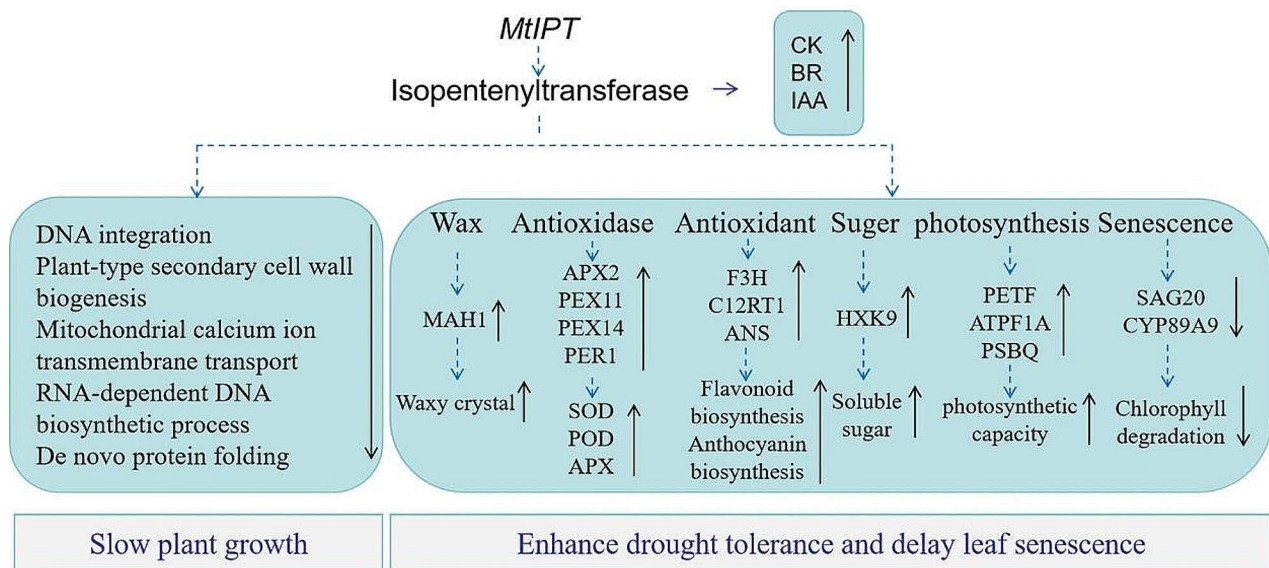 MtIPT
Isopentenyltransferase
CK
BR
IAA
DNA integration
Plant-type secondary cell wall
biogenesis
Mitochondrial calcium ion
transmembrane transport
RNA-dependent DNA
biosynthetic process
De novo protein folding
Wax
MAH1
Waxy crystal
Antioxidase
APX2
PEX11
PEX14
PER1
SOD
POD
APX
Antioxidant
F3H
C12RT1
ANS
Flavonoid
biosynthesis
Anthocyanin
biosynthesis
Suger
HXK9
Soluble
sugar
photosynthesis
PETF
ATPF1A
PSBQ
photosynthetic
capacity
Senescence
SAG20
CYP89A9
Chlorophyll
degradation
Slow plant growth
Enhance drought tolerance and delay leaf senescence